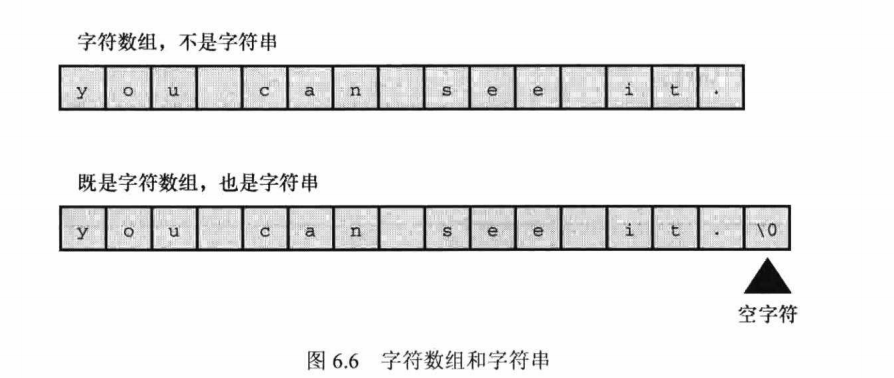 字符数组，不是字符串
y o u c a n s e e i t .
既是字符数组，也是字符串
y o u c a n s e e i t . \0
空字符
图 6.6 字符数组和字符串